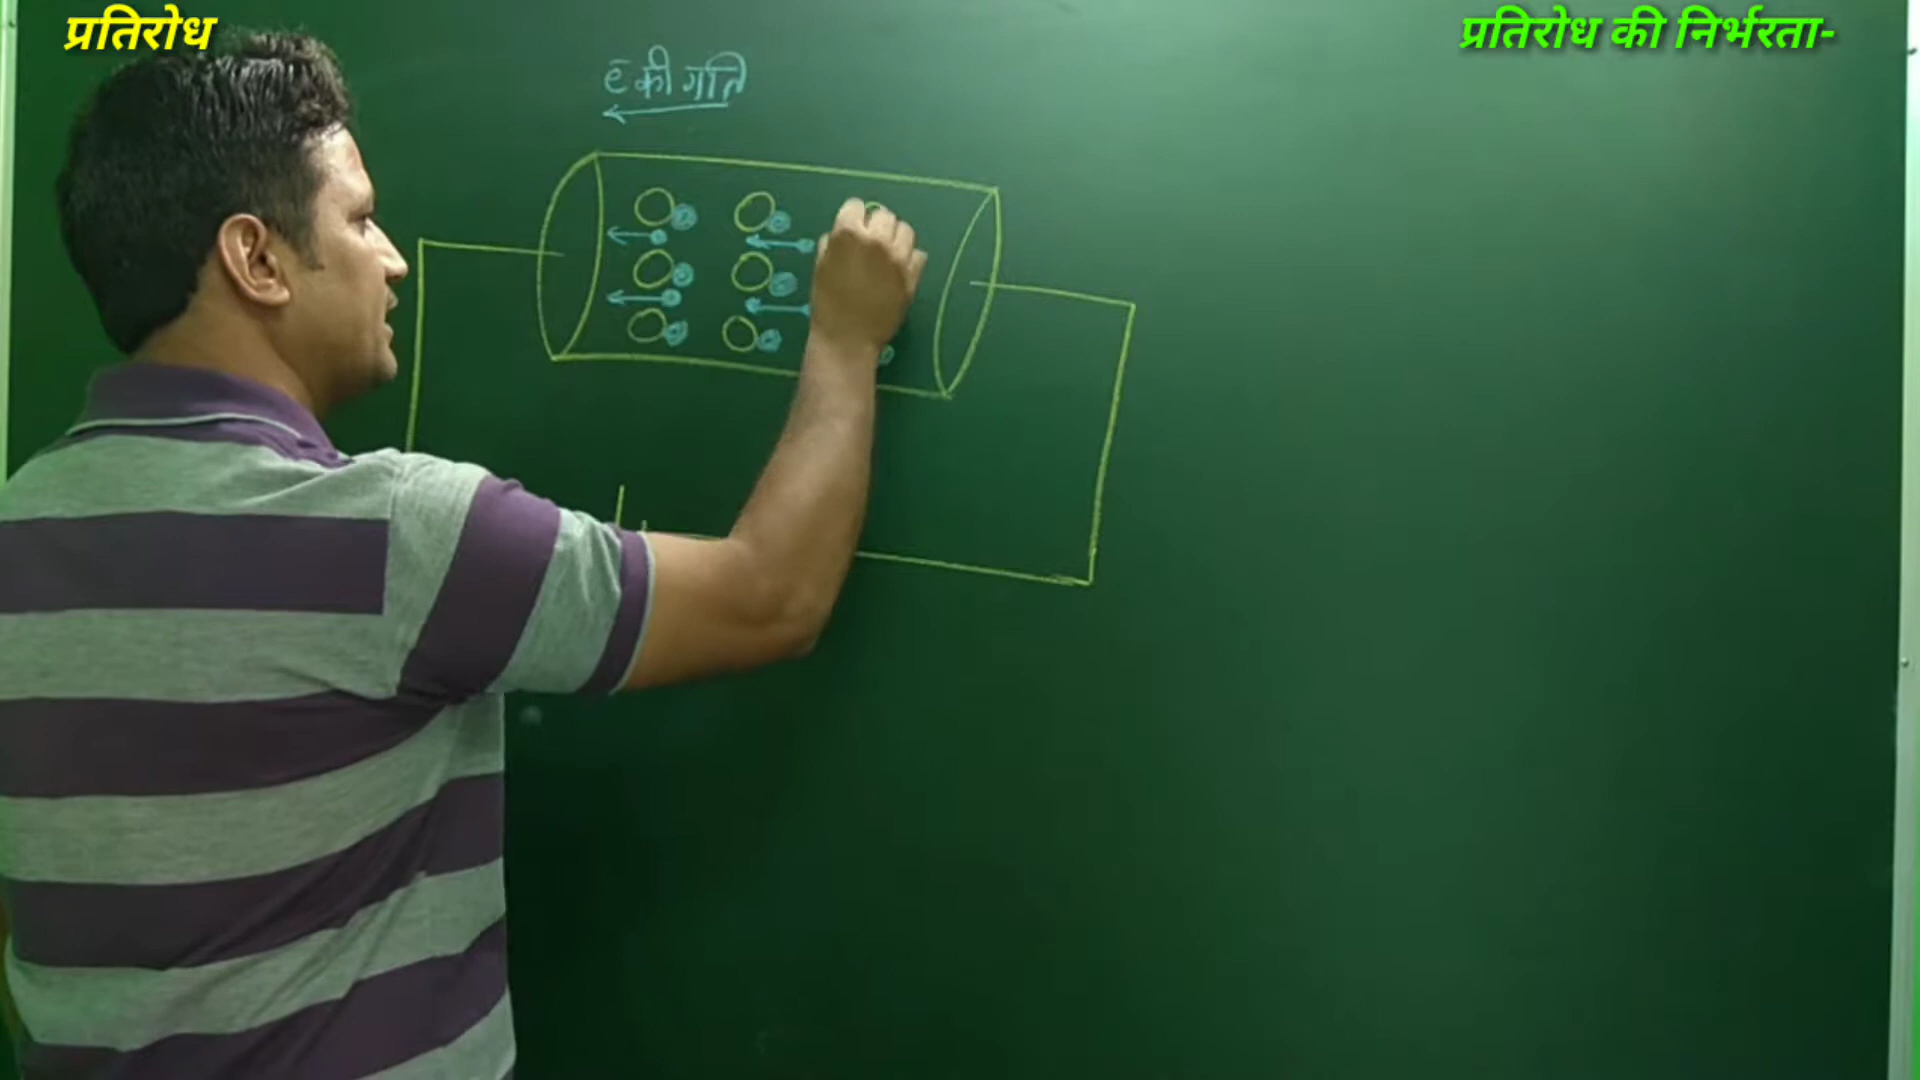 प्रतिरोध
प्रतिरोध की निर्भरता-
e⁻ की गति